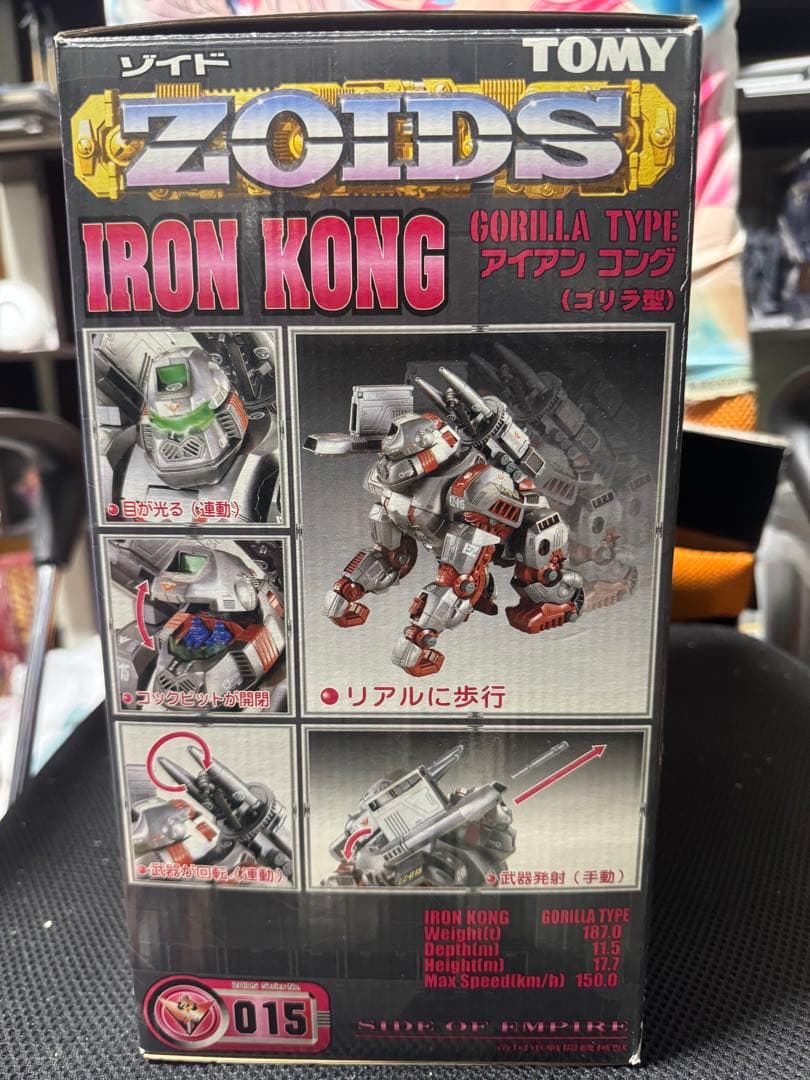 ゾイド
TOMY
ZOIDS
IRON KONG
GORILLA TYPE
アイアン コング
(ゴリラ型)
●目が光る(連動)
●コックピットが開閉
●リアルに歩行
●武器が回転(連動)
●武器発射(手動)
IRON KONG GORILLA TYPE
Weight(t) 187.0
Depth(m) 11.5
Height(m) 17.7
Max Speed(km/h) 150.0
ZOIDS Series No.
015
SIDE OF EMPIRE